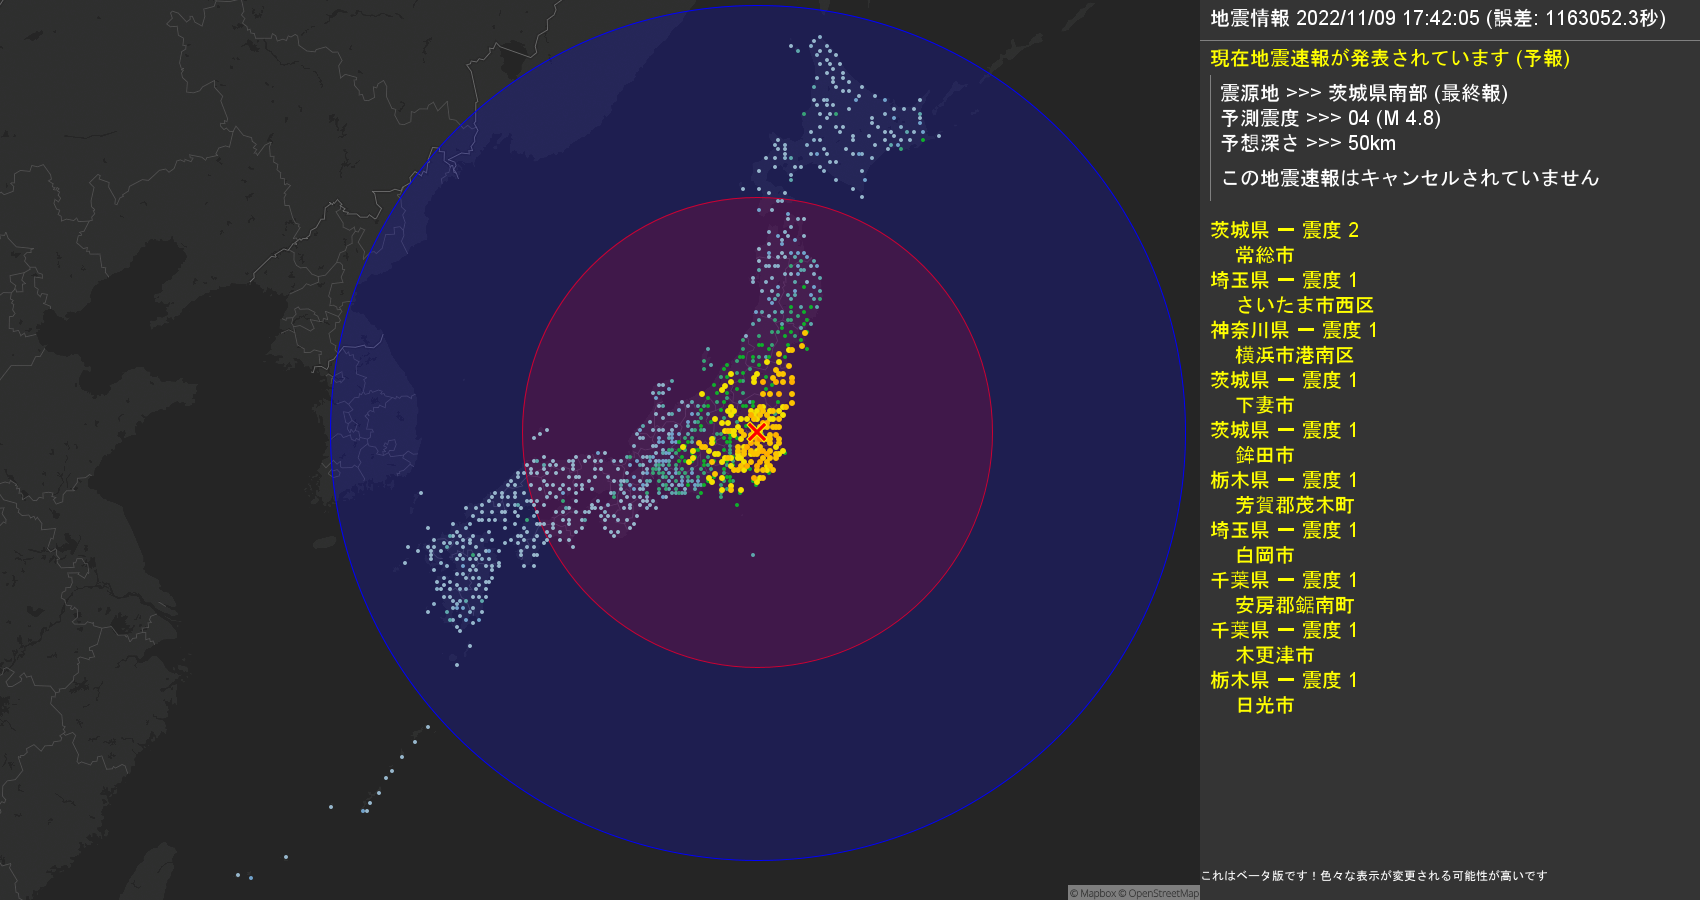 地震情報 2022/11/09 17:42:05 (誤差: 1163052.3秒)
現在地震速報が発表されています (予報)
震源地 >>> 茨城県南部 (最終報)
予測震度 >>> 04 (M 4.8)
予想深さ >>> 50km
この地震速報はキャンセルされていません
茨城県 ー 震度 2
常総市
埼玉県 ー 震度 1
さいたま市西区
神奈川県 ー 震度 1
横浜市港南区
茨城県 ー 震度 1
下妻市
茨城県 ー 震度 1
鉾田市
栃木県 ー 震度 1
芳賀郡茂木町
埼玉県 ー 震度 1
白岡市
千葉県 ー 震度 1
安房郡鋸南町
千葉県 ー 震度 1
木更津市
栃木県 ー 震度 1
日光市
これはベータ版です！色々な表示が変更される可能性が高いです
© Mapbox © OpenStreetMap